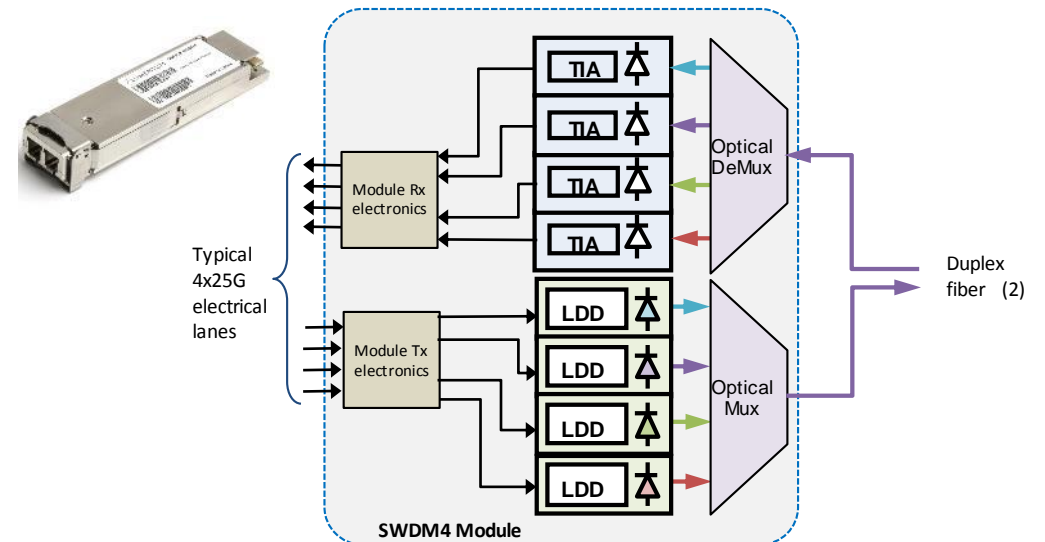 TIA
TIA
TIA
TIA
Optical
DeMux
Module Rx
electronics
Typical
4x25G
electrical
lanes
Duplex
fiber (2)
LDD
LDD
LDD
LDD
Module Tx
electronics
Optical
Mux
SWDM4 Module